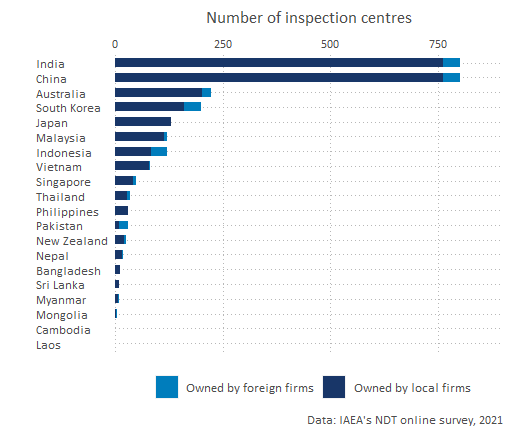 Number of inspection centres
0 250 500 750
India
China
Australia
South Korea
Japan
Malaysia
Indonesia
Vietnam
Singapore
Thailand
Philippines
Pakistan
New Zealand
Nepal
Bangladesh
Sri Lanka
Myanmar
Mongolia
Cambodia
Laos
Owned by foreign firms Owned by local firms
Data: IAEA's NDT online survey, 2021